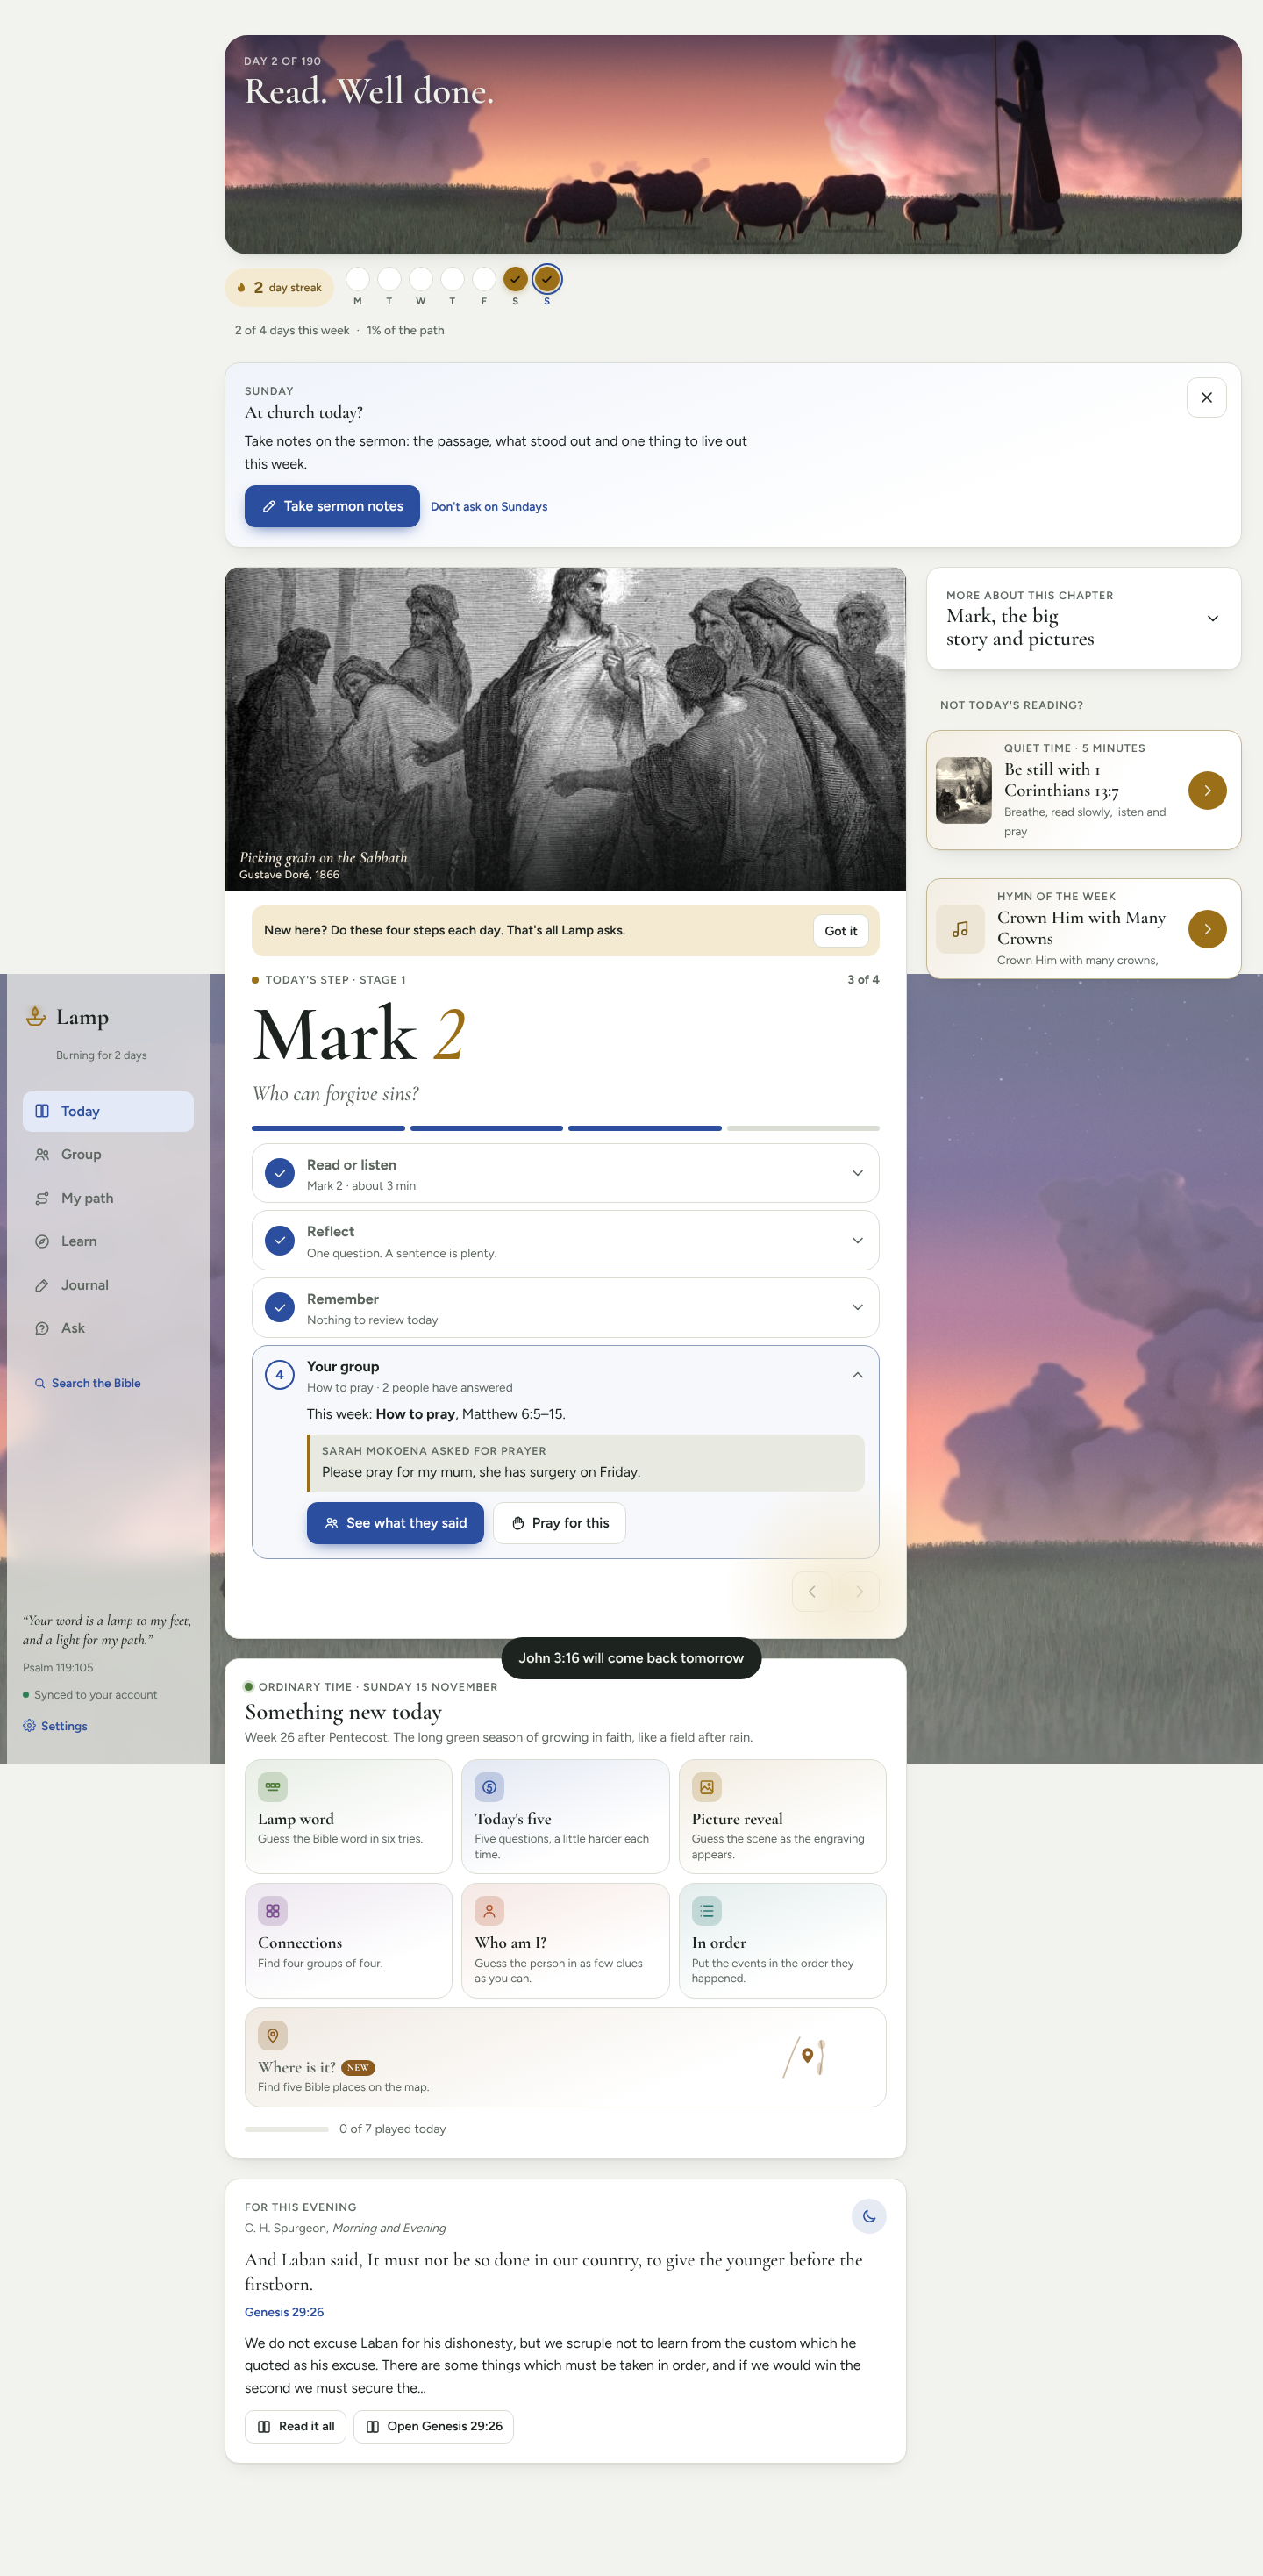 DAY 2 OF 190
Read. Well done.
2 day streak
M T W T F S S
2 of 4 days this week · 1% of the path
SUNDAY
At church today?
Take notes on the sermon: the passage, what stood out and one thing to live out
this week.
Take sermon notes
Don't ask on Sundays
Picking grain on the Sabbath
Gustave Doré, 1866
New here? Do these four steps each day. That's all Lamp asks.
Got it
TODAY'S STEP · STAGE 1
3 of 4
Mark 2
Who can forgive sins?
Read or listen
Mark 2 · about 3 min
Reflect
One question. A sentence is plenty.
Remember
Nothing to review today
4
Your group
How to pray · 2 people have answered
This week: How to pray, Matthew 6:5–15.
SARAH MOKOENA ASKED FOR PRAYER
Please pray for my mum, she has surgery on Friday.
See what they said
Pray for this
MORE ABOUT THIS CHAPTER
Mark, the big
story and pictures
NOT TODAY'S READING?
QUIET TIME · 5 MINUTES
Be still with 1
Corinthians 13:7
Breathe, read slowly, listen and
pray
HYMN OF THE WEEK
Crown Him with Many
Crowns
Crown Him with many crowns,
Lamp
Burning for 2 days
Today
Group
My path
Learn
Journal
Ask
Search the Bible
“Your word is a lamp to my feet,
and a light for my path.”
Psalm 119:105
Synced to your account
Settings
John 3:16 will come back tomorrow
ORDINARY TIME · SUNDAY 15 NOVEMBER
Something new today
Week 26 after Pentecost. The long green season of growing in faith, like a field after rain.
Lamp word
Guess the Bible word in six tries.
5
Today's five
Five questions, a little harder each
time.
Picture reveal
Guess the scene as the engraving
appears.
Connections
Find four groups of four.
Who am I?
Guess the person in as few clues
as you can.
In order
Put the events in the order they
happened.
Where is it? NEW
Find five Bible places on the map.
0 of 7 played today
FOR THIS EVENING
C. H. Spurgeon, Morning and Evening
And Laban said, It must not be so done in our country, to give the younger before the
firstborn.
Genesis 29:26
We do not excuse Laban for his dishonesty, but we scruple not to learn from the custom which he
quoted as his excuse. There are some things which must be taken in order, and if we would win the
second we must secure the…
Read it all
Open Genesis 29:26